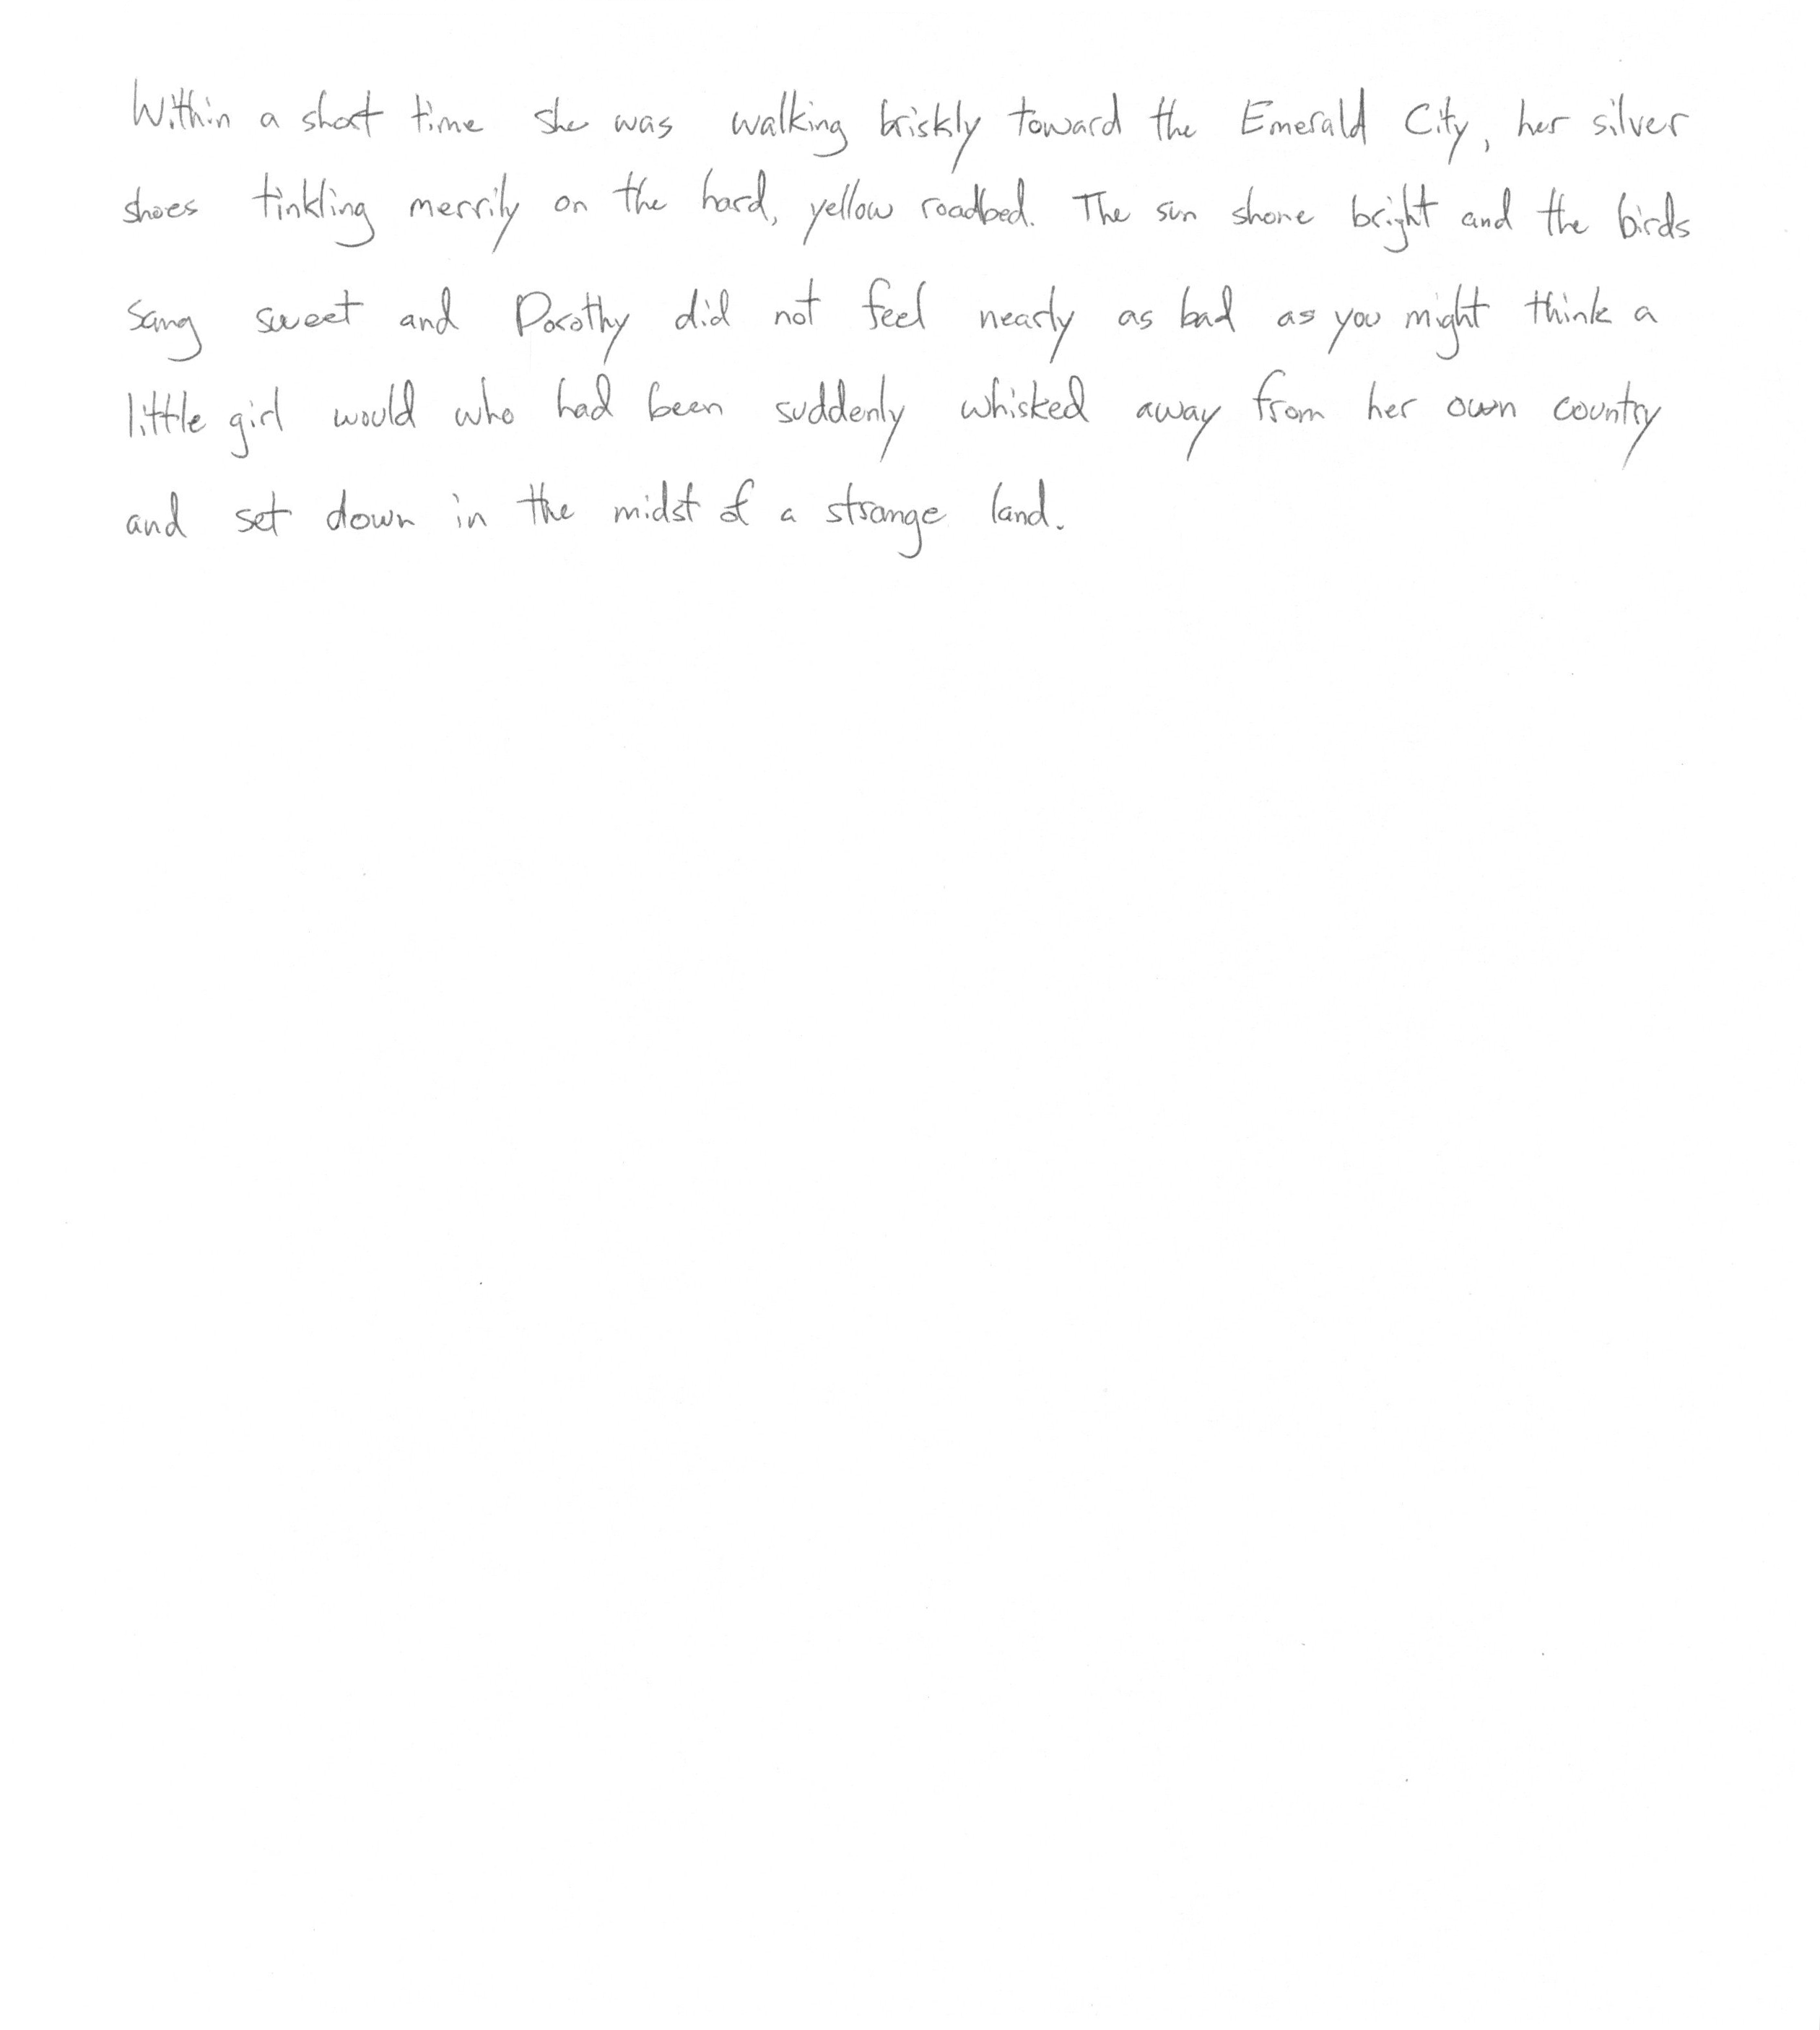 Within a short time she was walking briskly toward the Emerald City, her silver
shoes tinkling merrily on the hard, yellow roadbed. The sun shone bright and the birds
sang sweet and Dorothy did not feel nearly as bad as you might think a
little girl would who had been suddenly whisked away from her own country
and set down in the midst of a strange land.